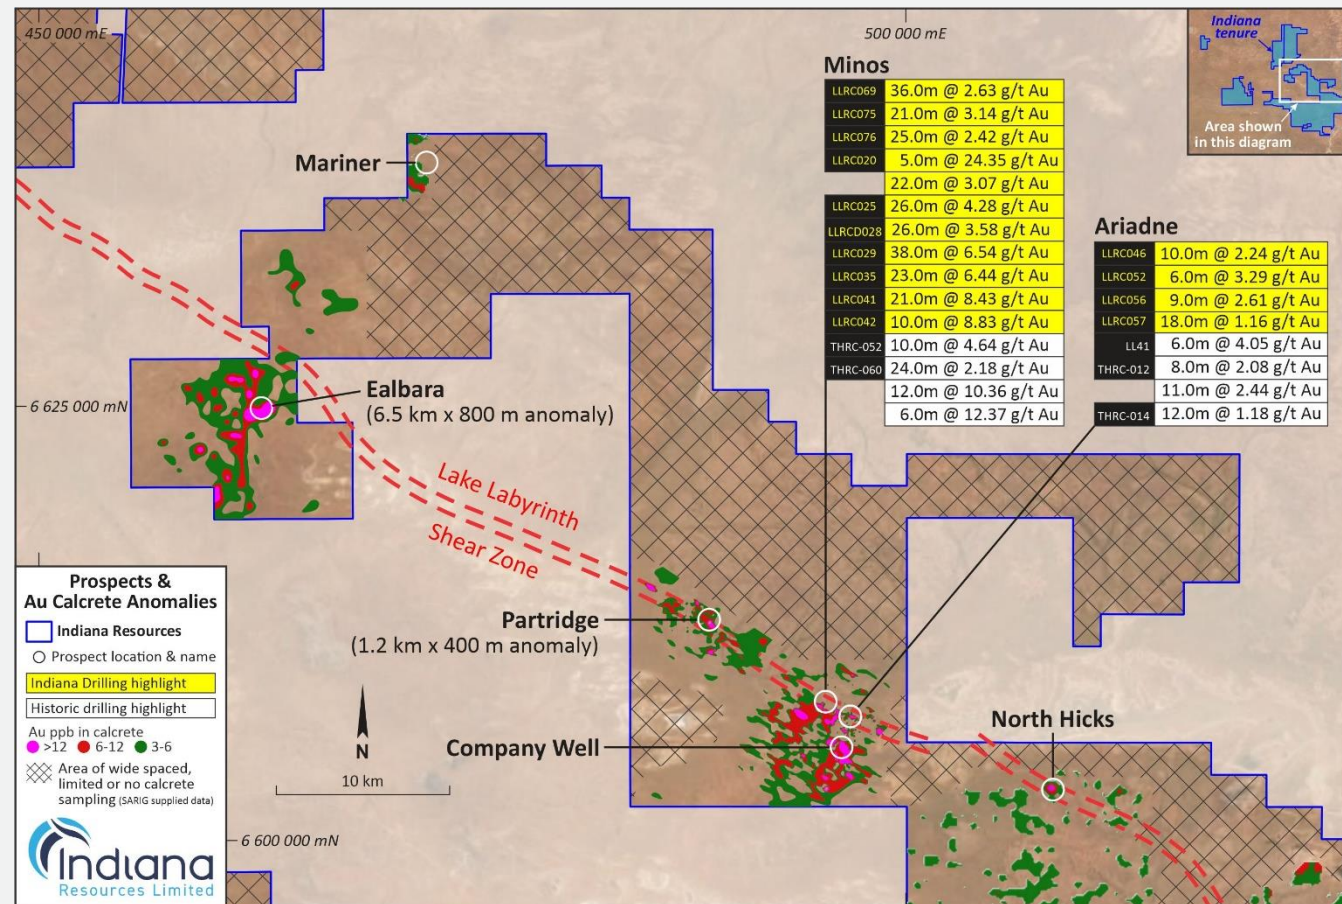 450 000 mE
500 000 mE
Indiana
tenure
Area shown
in this diagram
Minos
LLRC069 36.0m @ 2.63 g/t Au
LLRC075 21.0m @ 3.14 g/t Au
LLRC076 25.0m @ 2.42 g/t Au
LLRC020 5.0m @ 24.35 g/t Au
22.0m @ 3.07 g/t Au
LLRC025 26.0m @ 4.28 g/t Au
LLRCD028 26.0m @ 3.58 g/t Au
LLRC029 38.0m @ 6.54 g/t Au
LLRC035 23.0m @ 6.44 g/t Au
LLRC041 21.0m @ 8.43 g/t Au
LLRC042 10.0m @ 8.83 g/t Au
THRC-052 10.0m @ 4.64 g/t Au
THRC-060 24.0m @ 2.18 g/t Au
12.0m @ 10.36 g/t Au
6.0m @ 12.37 g/t Au
Ariadne
LLRC046 10.0m @ 2.24 g/t Au
LLRC052 6.0m @ 3.29 g/t Au
LLRC056 9.0m @ 2.61 g/t Au
LLRC057 18.0m @ 1.16 g/t Au
LL41 6.0m @ 4.05 g/t Au
THRC-012 8.0m @ 2.08 g/t Au
11.0m @ 2.44 g/t Au
THRC-014 12.0m @ 1.18 g/t Au
Mariner
6 625 000 mN
Ealbara
(6.5 km x 800 m anomaly)
Lake Labyrinth
Shear Zone
Partridge
(1.2 km x 400 m anomaly)
Company Well
North Hicks
N
10 km
6 600 000 mN
Prospects &
Au Calcrete Anomalies
Indiana Resources
Prospect location & name
Indiana Drilling highlight
Historic drilling highlight
Au ppb in calcrete
>12 6-12 3-6
Area of wide spaced,
limited or no calcrete
sampling (SARIG supplied data)
Indiana
Resources Limited